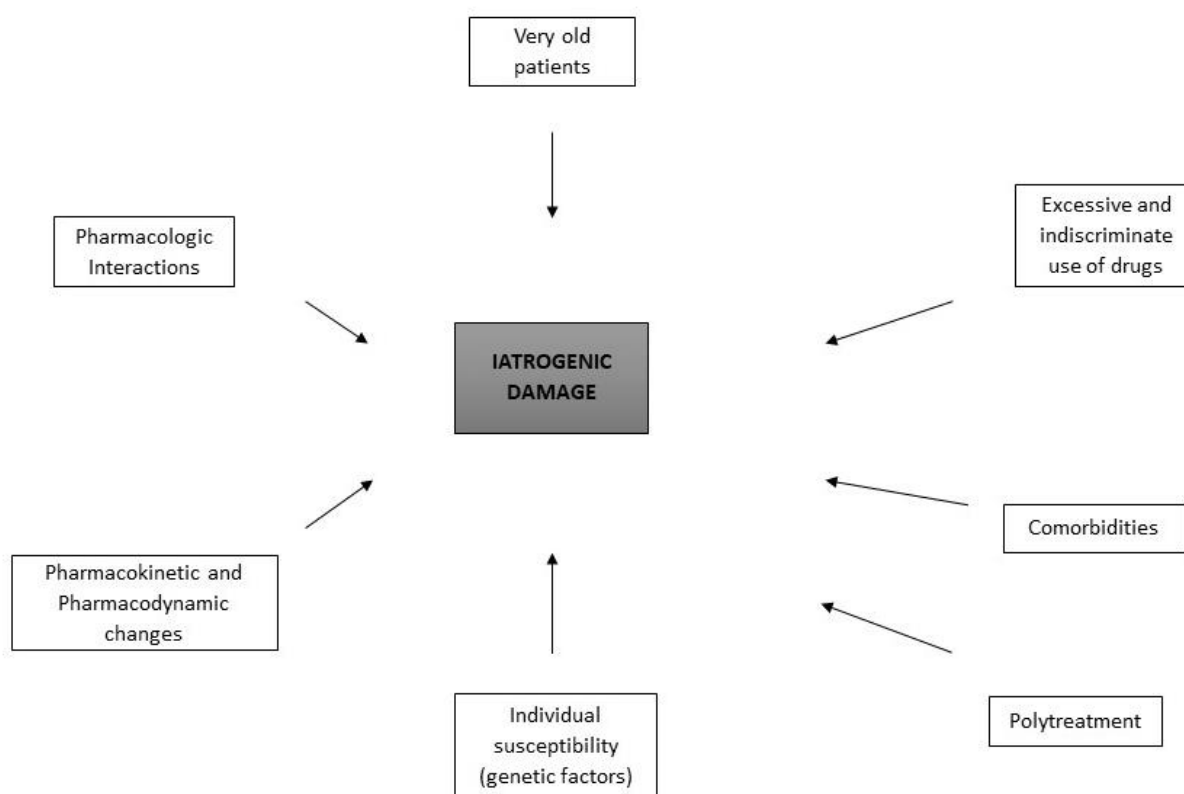 Very old
patients
Pharmacologic
Interactions
Excessive and
indiscriminate
use of drugs
IATROGENIC
DAMAGE
Comorbidities
Pharmacokinetic and
Pharmacodynamic
changes
Individual
susceptibility
(genetic factors)
Polytreatment